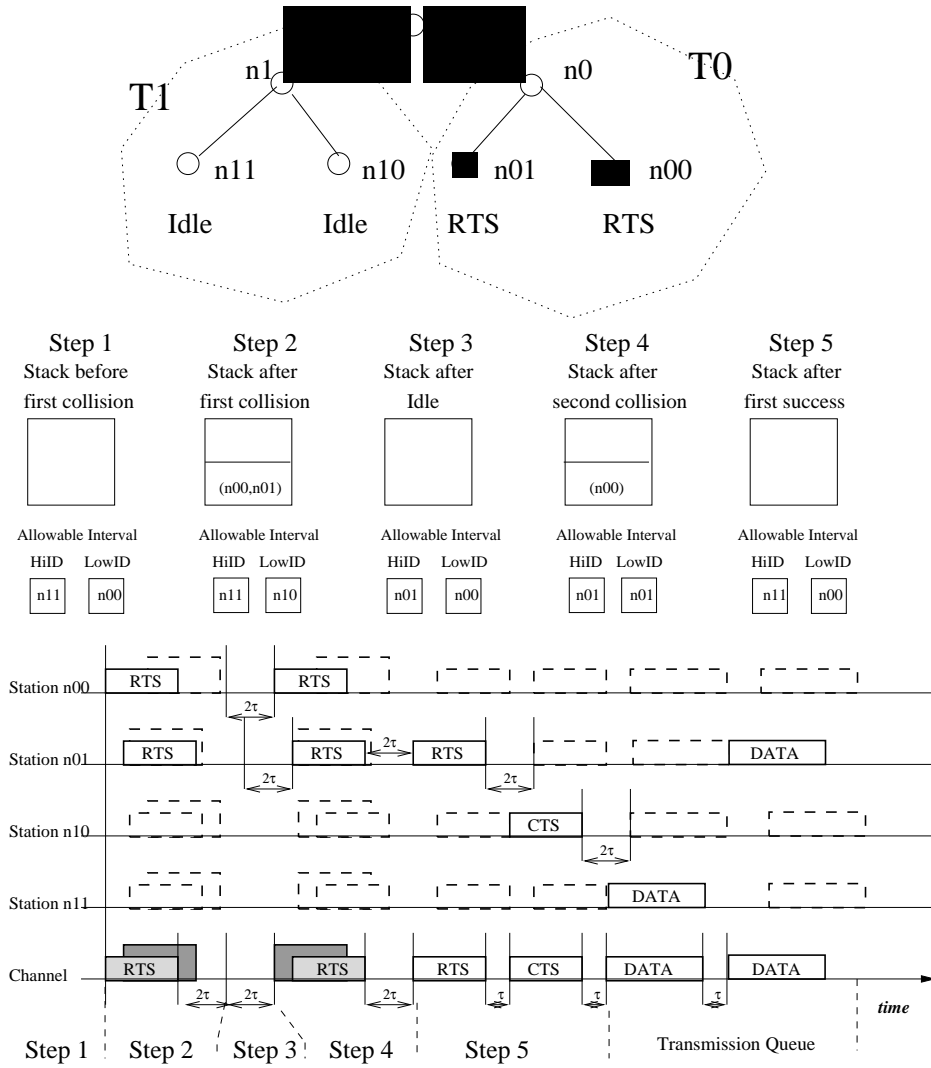 n1
n0
T1
T0
n11
n10
n01
n00
Idle
Idle
RTS
RTS
Step 1
Step 2
Step 3
Step 4
Step 5
Stack before
Stack after
Stack after
Stack after
Stack after
first collision
first collision
Idle
second collision
first success
(n00,n01)
(n00)
Allowable Interval
Allowable Interval
Allowable Interval
Allowable Interval
Allowable Interval
HiID LowID
HiID LowID
HiID LowID
HiID LowID
HiID LowID
n11 n00
n11 n10
n01 n00
n01 n01
n11 n00
Station n00
RTS
RTS
2τ
Station n01
RTS
RTS
2τ
RTS
DATA
2τ
2τ
Station n10
CTS
2τ
Station n11
DATA
Channel
RTS
RTS
RTS
CTS
DATA
DATA
2τ
2τ
2τ
τ
τ
τ
time
Step 1
Step 2
Step 3
Step 4
Step 5
Transmission Queue